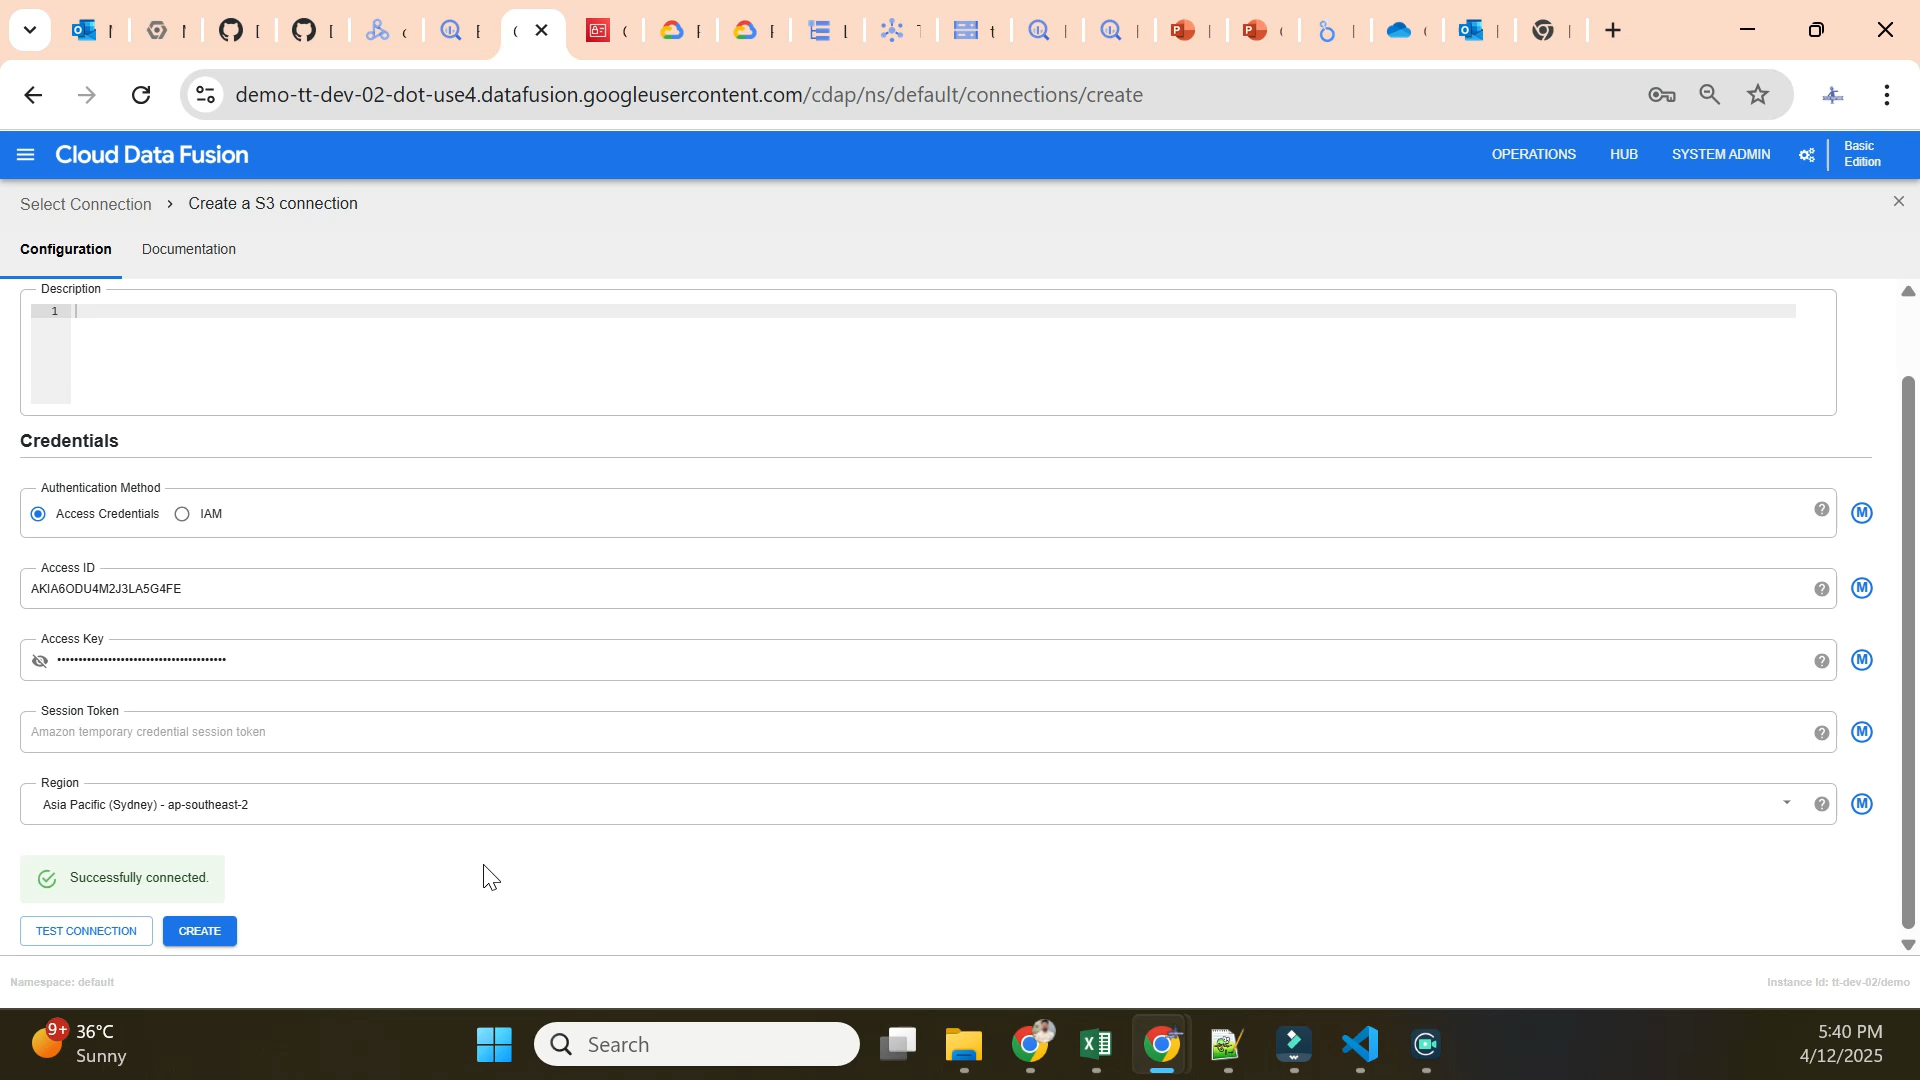 demo-tt-dev-02-dot-use4.datafusion.googleusercontent.com/cdap/ns/default/connections/create
Cloud Data Fusion
OPERATIONS
HUB
SYSTEM ADMIN
Basic
Edition
Select Connection › Create a S3 connection
Configuration
Documentation
Description
1
Credentials
Authentication Method
Access Credentials
IAM
Access ID
AKIA6ODU4M2J3LA5G4FE
Access Key
Session Token
Amazon temporary credential session token
Region
Asia Pacific (Sydney) - ap-southeast-2
Successfully connected.
TEST CONNECTION
CREATE
Namespace: default
Instance Id: tt-dev-02/demo
9+
36°C
Sunny
Search
5:40 PM
4/12/2025